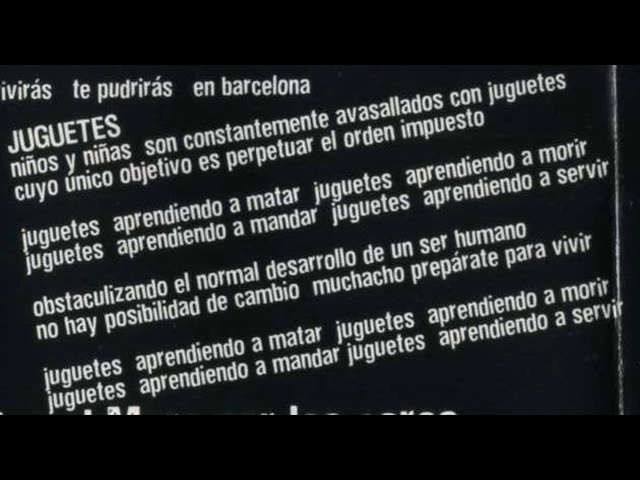 ivirás te pudrirás en barcelona
JUGUETES
niños y niñas son constantemente avasallados con juguetes
cuyo único objetivo es perpetuar el orden impuesto
juguetes aprendiendo a matar juguetes aprendiendo a morir
juguetes aprendiendo a mandar juguetes aprendiendo a servir
obstaculizando el normal desarrollo de un ser humano
no hay posibilidad de cambio muchacho prepárate para vivir
juguetes aprendiendo a matar juguetes aprendiendo a morir
juguetes aprendiendo a mandar juguetes aprendiendo a servir